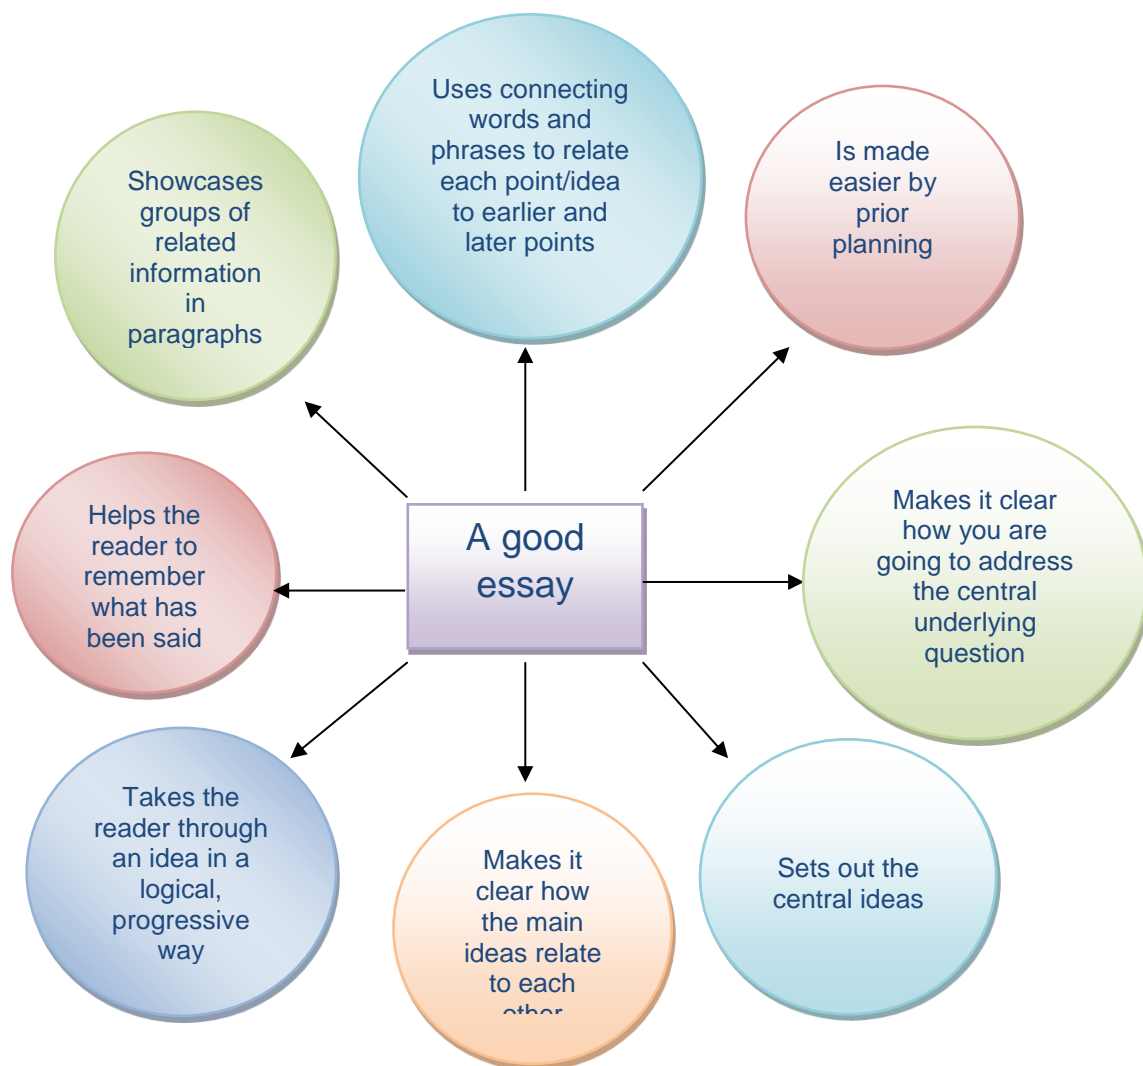 Uses connecting
words and
phrases to relate
each point/idea
to earlier and
later points
Is made
easier by
prior
planning
Showcases
groups of
related
information
in
paragraphs
Makes it clear
how you are
going to address
the central
underlying
question
A good
essay
Helps the
reader to
remember
what has
been said
Takes the
reader through
an idea in a
logical,
progressive
way
Makes it
clear how
the main
ideas relate
to each
other
Sets out the
central ideas